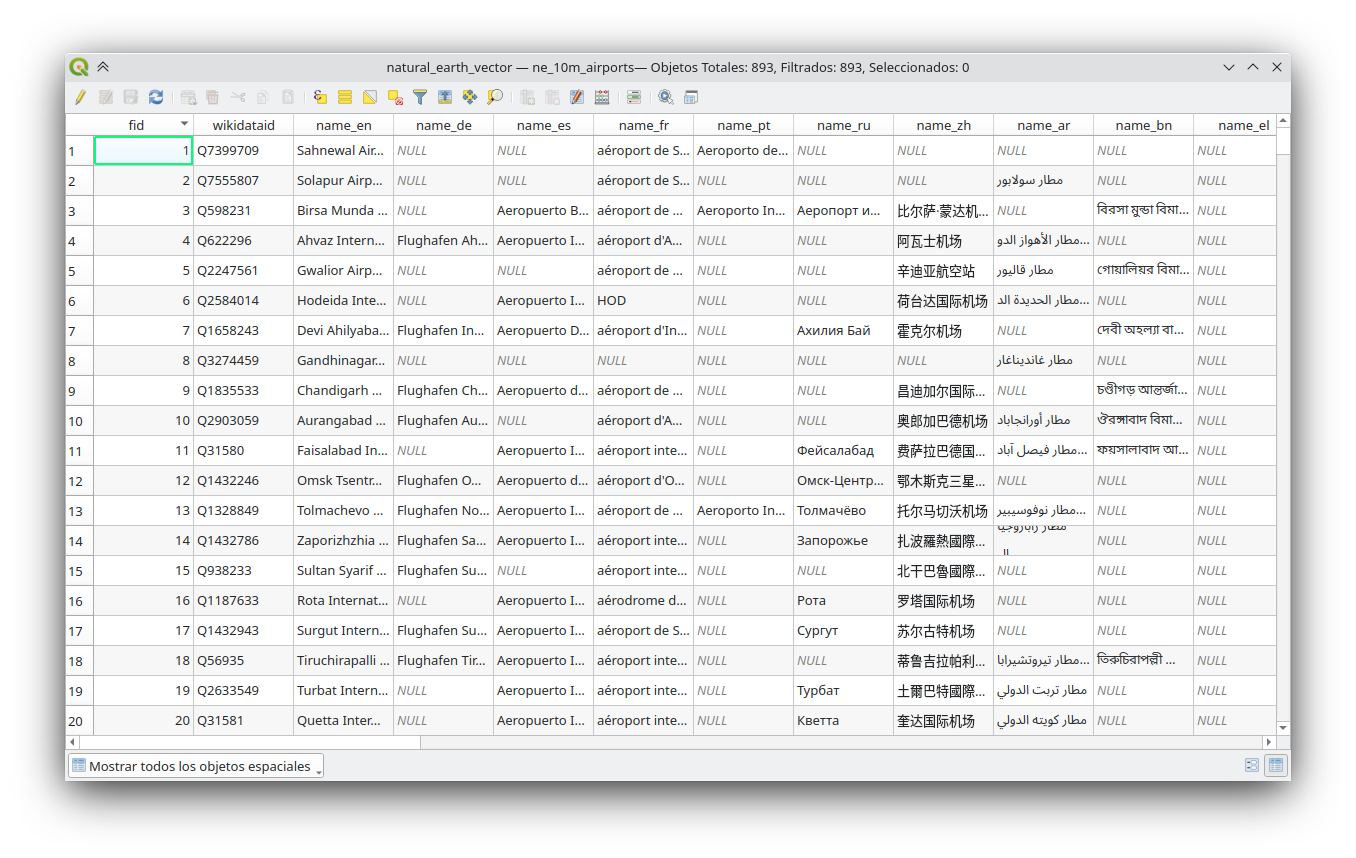 natural_earth_vector — ne_10m_airports— Objetos Totales: 893, Filtrados: 893, Seleccionados: 0
fid wikidataid name_en name_de name_es name_fr name_pt name_ru name_zh name_ar name_bn name_el
1 1 Q7399709 Sahnewal Air... NULL NULL aéroport de S... Aeroporto de... NULL NULL NULL NULL NULL
2 2 Q7555807 Solapur Airp... NULL NULL aéroport de S... NULL NULL NULL مطار سولابور NULL NULL
3 3 Q598231 Birsa Munda ... NULL Aeropuerto B... aéroport de ... Aeroporto In... Аеропорт и... 比尔萨·蒙达机... NULL বিরসা মুন্ডা বিমা... NULL
4 4 Q622296 Ahvaz Intern... Flughafen Ah... Aeropuerto I... aéroport d'A... NULL NULL 阿瓦士机场 مطار الأهواز الدو... NULL NULL
5 5 Q2247561 Gwalior Airp... NULL NULL aéroport de ... NULL NULL 辛迪亚航空站 مطار قاليور গোয়ালিয়র বিমা... NULL
6 6 Q2584014 Hodeida Inte... NULL Aeropuerto I... HOD NULL NULL 荷台达国际机场 مطار الحديدة الد... NULL NULL
7 7 Q1658243 Devi Ahilyaba... Flughafen In... Aeropuerto D... aéroport d'In... NULL Ахилия Бай 霍克尔机场 NULL দেবী অহল্যা বা... NULL
8 8 Q3274459 Gandhinagar... NULL NULL NULL NULL NULL NULL مطار غانديناغار NULL NULL
9 9 Q1835533 Chandigarh ... Flughafen Ch... Aeropuerto d... aéroport de ... NULL NULL 昌迪加尔国际... NULL চণ্ডীগড় আন্তর্জা... NULL
10 10 Q2903059 Aurangabad ... Flughafen Au... NULL aéroport d'A... NULL NULL 奥郎加巴德机场 مطار أورانجاباد ঔরঙ্গাবাদ বিমা... NULL
11 11 Q31580 Faisalabad In... NULL Aeropuerto I... aéroport inte... NULL Фейсалабад 费萨拉巴德国... مطار فيصل آباد... ফয়সালাবাদ আ... NULL
12 12 Q1432246 Omsk Tsentr... Flughafen O... Aeropuerto d... aéroport d'O... NULL Омск-Центр... 鄂木斯克三星... NULL NULL NULL
13 13 Q1328849 Tolmachevo ... Flughafen No... Aeropuerto I... aéroport de ... Aeroporto In... Толмачёво 托尔马切沃机场 مطار نوفوسيبير... NULL NULL
14 14 Q1432786 Zaporizhzhia ... Flughafen Sa... Aeropuerto I... aéroport inte... NULL Запорожье 扎波羅熱國際... NULL NULL
15 15 Q938233 Sultan Syarif ... Flughafen Su... NULL aéroport inte... NULL NULL 北干巴魯國際... NULL NULL NULL
16 16 Q1187633 Rota Internat... NULL Aeropuerto I... aérodrome d... NULL Рота 罗塔国际机场 NULL NULL NULL
17 17 Q1432943 Surgut Intern... Flughafen Su... Aeropuerto I... aéroport de S... NULL Сургут 苏尔古特机场 NULL NULL NULL
18 18 Q56935 Tiruchirapalli ... Flughafen Tir... Aeropuerto I... aéroport inte... NULL NULL 蒂鲁吉拉帕利... مطار تيروتشيرابا... তিরুচিরাপল্লী ... NULL
19 19 Q2633549 Turbat Intern... NULL Aeropuerto I... aéroport inte... NULL Турбат 土爾巴特國際... مطار تربت الدولي NULL NULL
20 20 Q31581 Quetta Inter... NULL Aeropuerto I... aéroport inte... NULL Кветта 奎达国际机场 مطار كويته الدولي NULL NULL
Mostrar todos los objetos espaciales